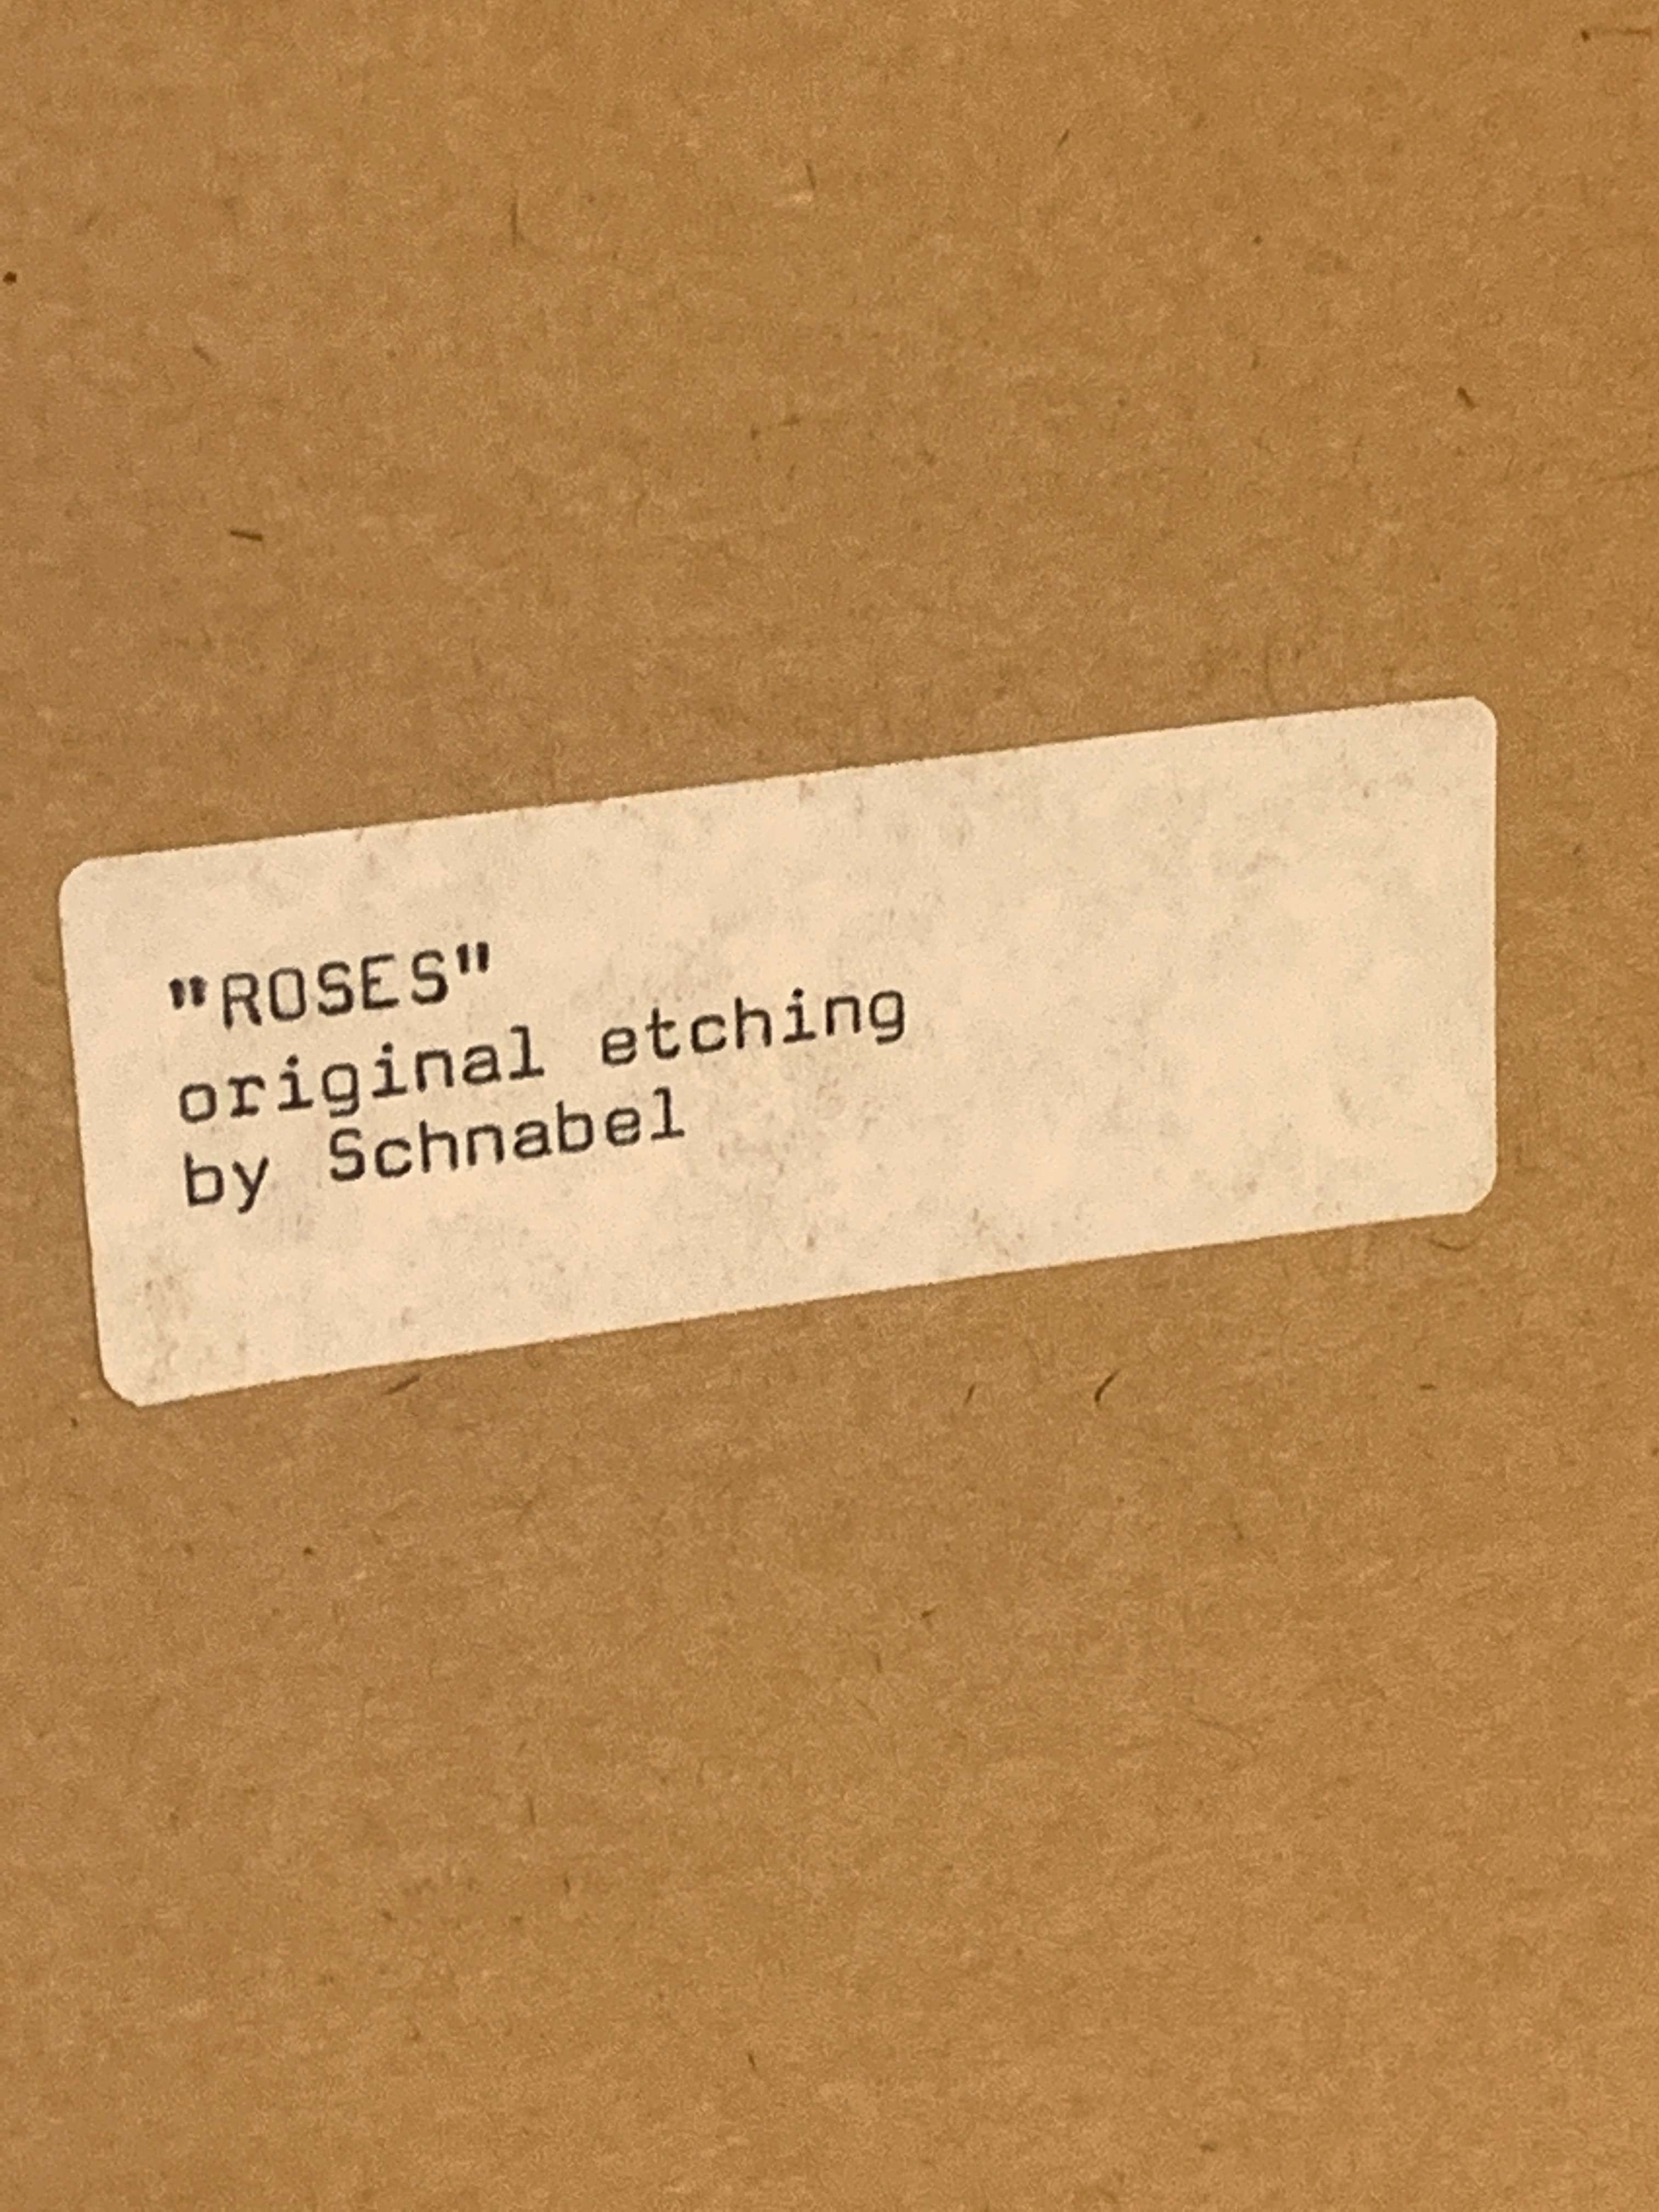 "ROSES"
original etching
by Schnabel